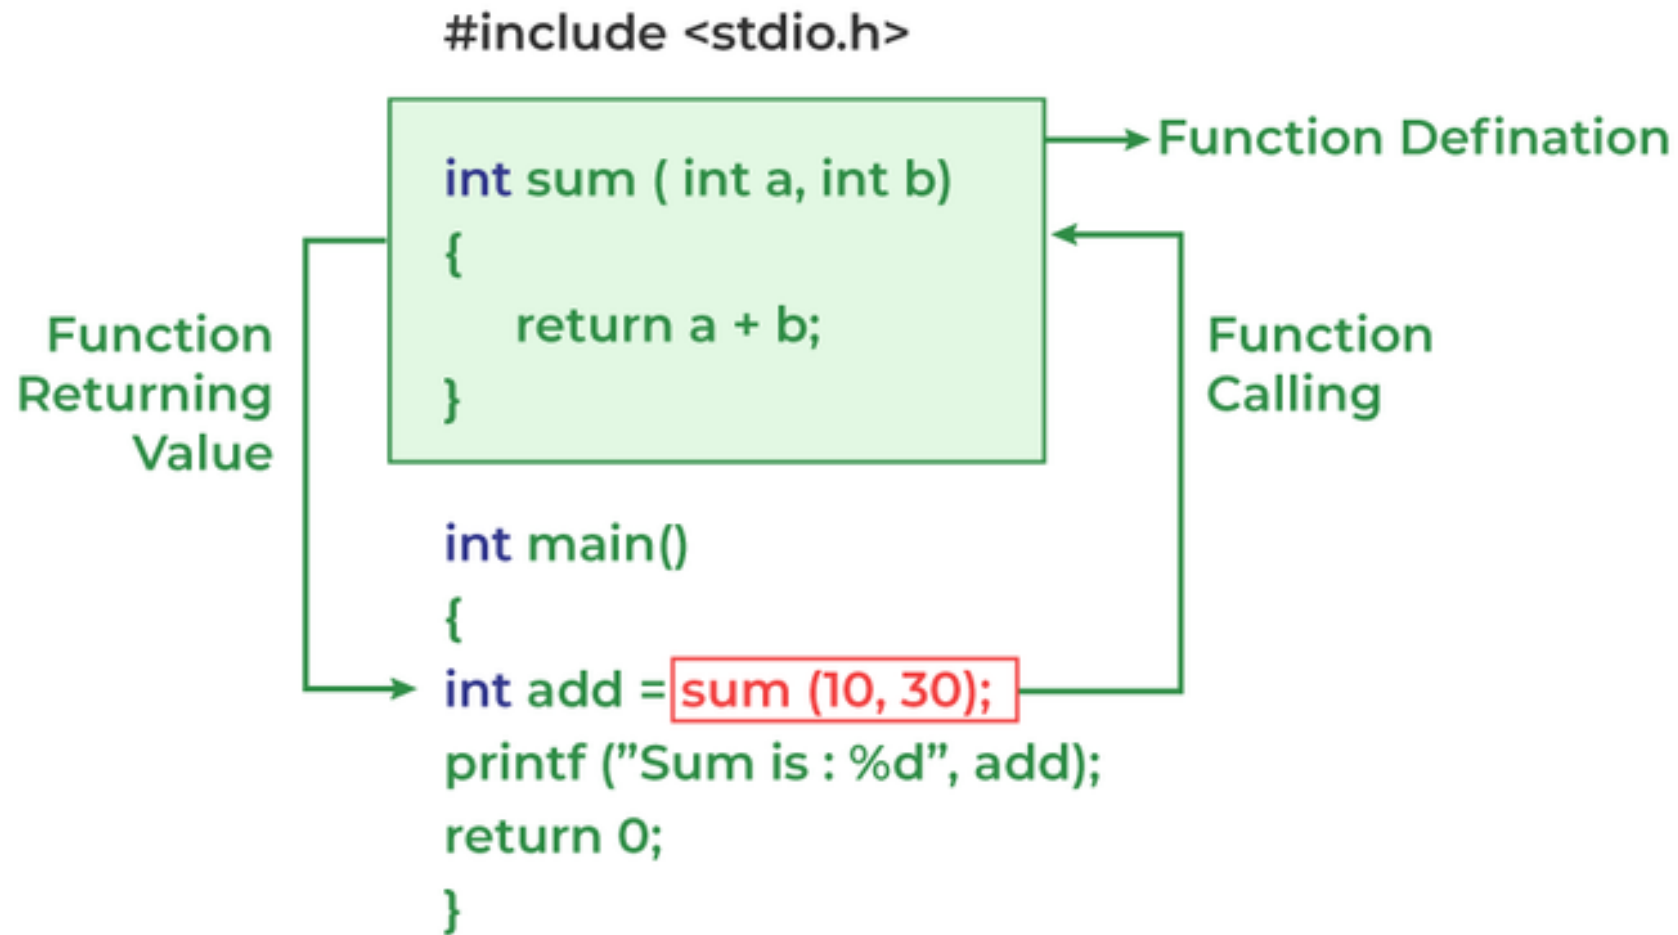 #include <stdio.h>
int sum ( int a, int b)
{
return a + b;
}
Function Defination
Function
Returning
Value
Function
Calling
int main()
{
int add = sum (10, 30);
printf (”Sum is : %d”, add);
return 0;
}